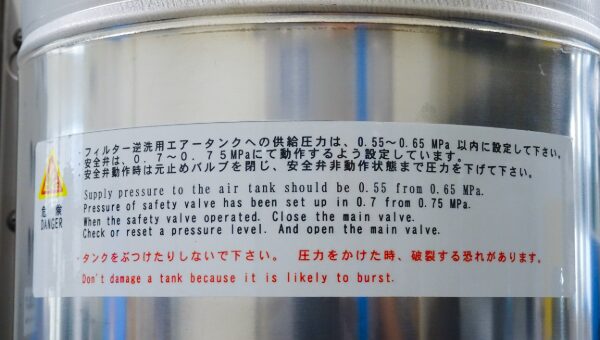 ・フィルター逆洗用エアータンクへの供給圧力は、0.55～0.65 MPa 以内に設定して下さい。
・安全弁は、0.7～0.75MPaにて動作するよう設定しています。
・安全弁動作時は元止めバルブを閉じ、安全弁非動作状態まで圧力を下げて下さい。
Supply pressure to the air tank should be 0.55 from 0.65 MPa.
Pressure of safety valve has been set up in 0.7 from 0.75 MPa.
When the safety valve operated. Close the main valve.
Check or reset a pressure level. And open the main valve.
危 険
DANGER
・タンクをぶつけたりしないで下さい。 圧力をかけた時、破裂する恐れがあります。
Don't damage a tank because it is likely to burst.